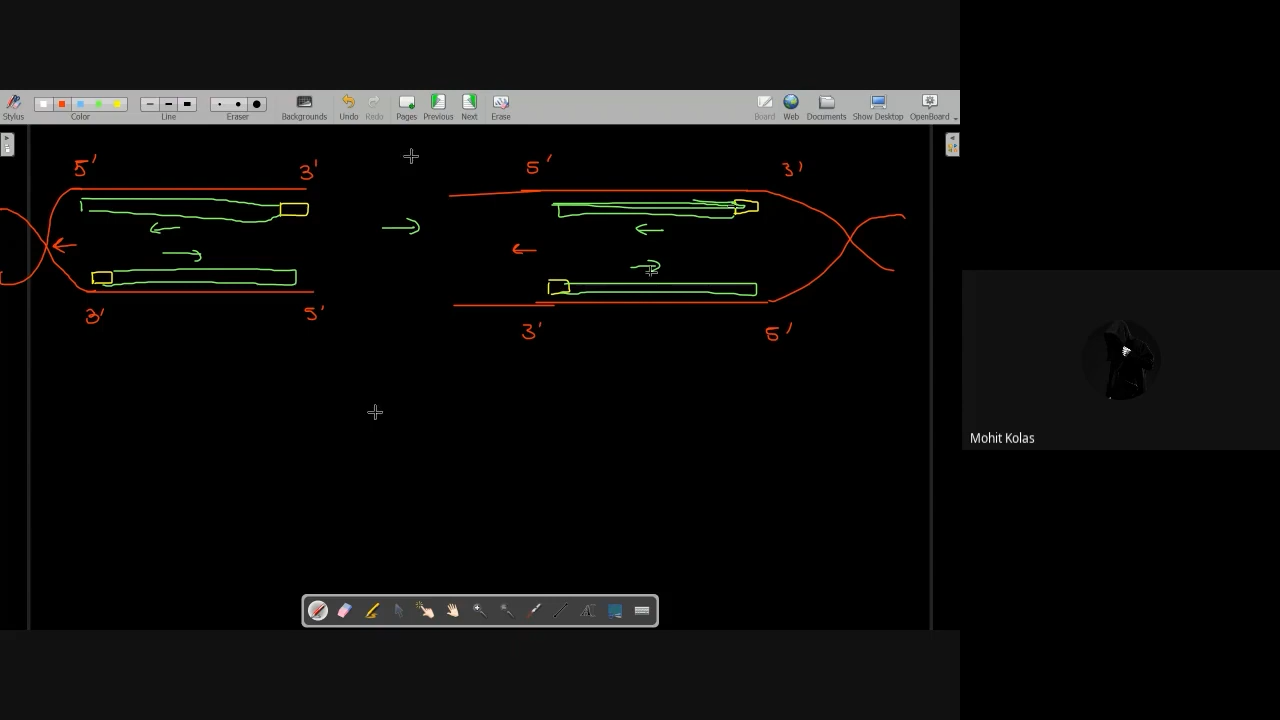 Stylus Color Line Eraser Backgrounds Undo Redo Pages Previous Next Erase Board Web Documents Show Desktop OpenBoard
5' 3' 5' 3'
3' 5' 3' 5'
Mohit Kolas